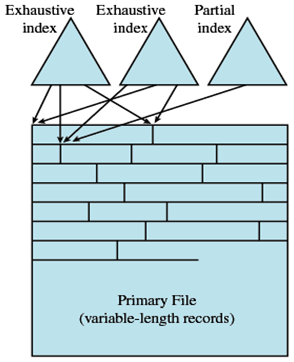 Exhaustive Exhaustive Partial
index index index
Primary File
(variable-length records)